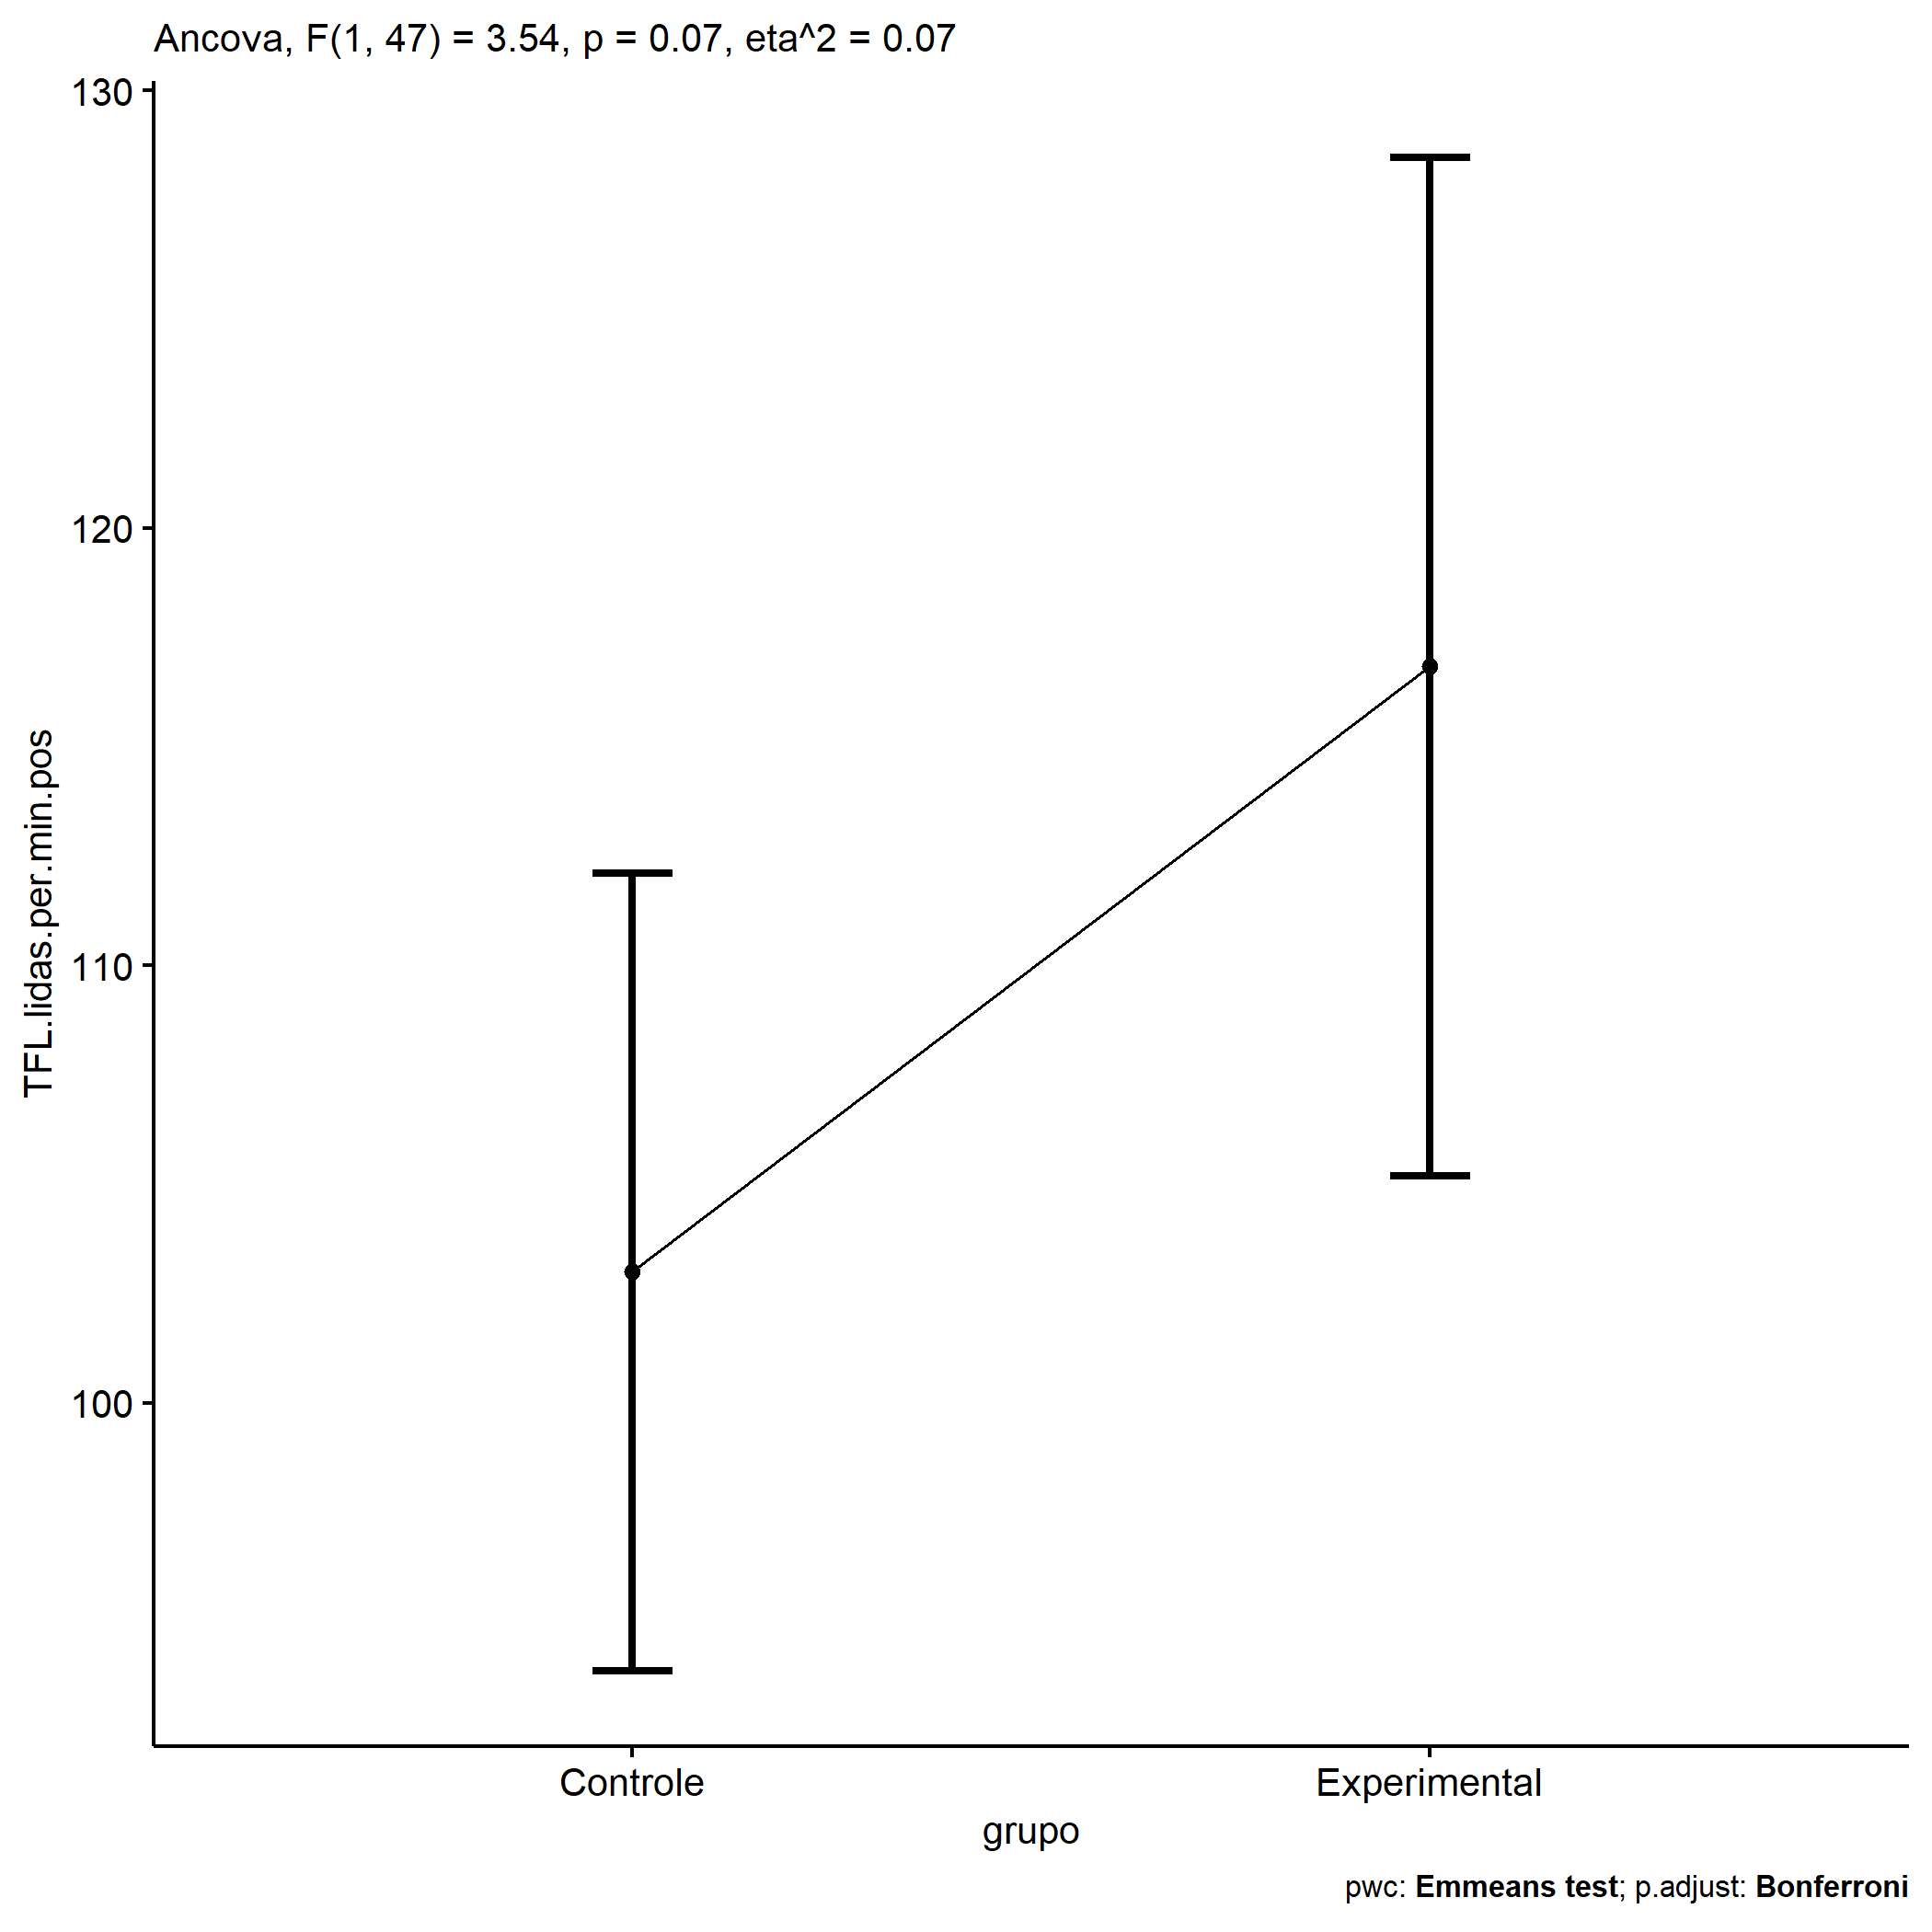 Ancova, F(1, 47) = 3.54, p = 0.07, eta^2 = 0.07
130
120
110
100
TFL.lidas.per.min.pos
Controle
Experimental
grupo
pwc: Emmeans test; p.adjust: Bonferroni